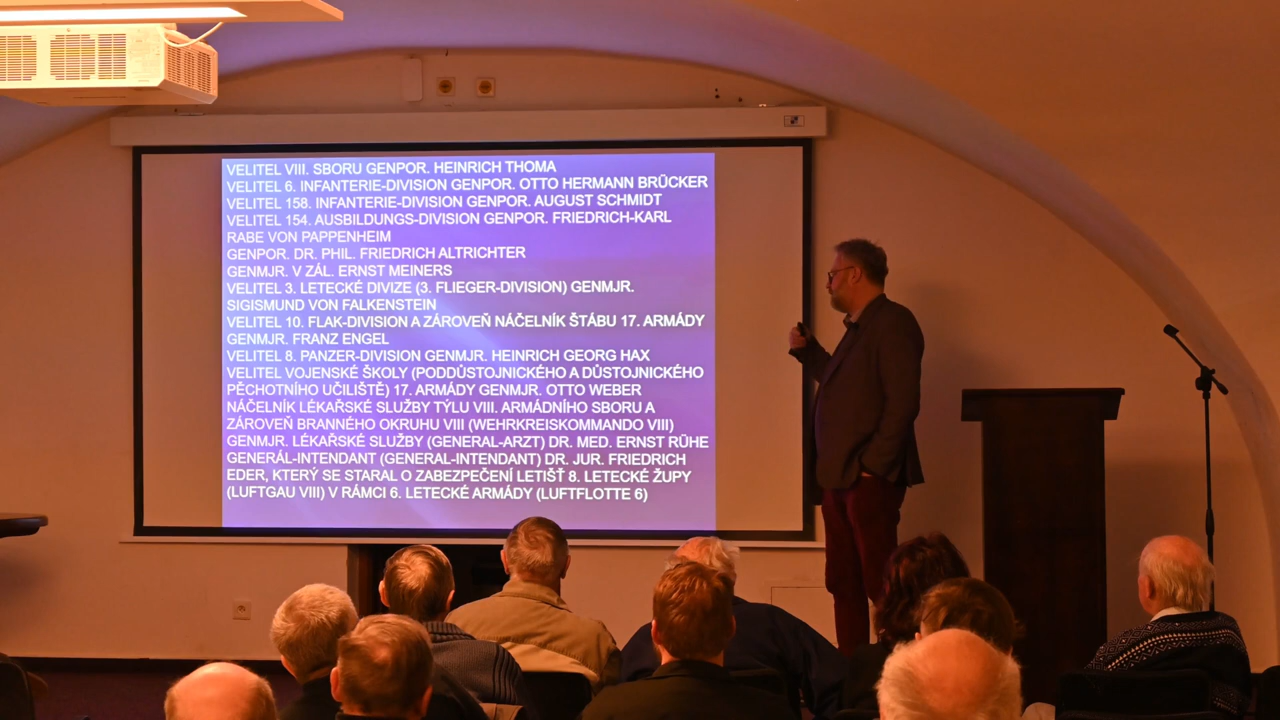 VELITEL VIII. SBORU GENPOR. HEINRICH THOMA
VELITEL 6. INFANTERIE-DIVISION GENPOR. OTTO HERMANN BRÜCKER
VELITEL 158. INFANTERIE-DIVISION GENPOR. AUGUST SCHMIDT
VELITEL 154. AUSBILDUNGS-DIVISION GENPOR. FRIEDRICH-KARL
RABE VON PAPPENHEIM
GENPOR. DR. PHIL. FRIEDRICH ALTRICHTER
GENMJR. V ZÁL. ERNST MEINERS
VELITEL 3. LETECKÉ DIVIZE (3. FLIEGER-DIVISION) GENMJR.
SIGISMUND VON FALKENSTEIN
VELITEL 10. FLAK-DIVISION A ZÁROVEŇ NÁČELNÍK ŠTÁBU 17. ARMÁDY
GENMJR. FRANZ ENGEL
VELITEL 8. PANZER-DIVISION GENMJR. HEINRICH GEORG HAX
VELITEL VOJENSKÉ ŠKOLY (PODDŮSTOJNICKÉHO A DŮSTOJNICKÉHO
PĚCHOTNÍHO UČILIŠTĚ) 17. ARMÁDY GENMJR. OTTO WEBER
NÁČELNÍK LÉKAŘSKÉ SLUŽBY TÝLU VIII. ARMÁDNÍHO SBORU A
ZÁROVEŇ BRANNÉHO OKRUHU VIII (WEHRKREISKOMMANDO VIII)
GENMJR. LÉKAŘSKÉ SLUŽBY (GENERAL-ARZT) DR. MED. ERNST RÜHE
GENERÁL-INTENDANT (GENERAL-INTENDANT) DR. JUR. FRIEDRICH
EDER, KTERÝ SE STARAL O ZABEZPEČENÍ LETIŠŤ 8. LETECKÉ ŽUPY
(LUFTGAU VIII) V RÁMCI 6. LETECKÉ ARMÁDY (LUFTFLOTTE 6)